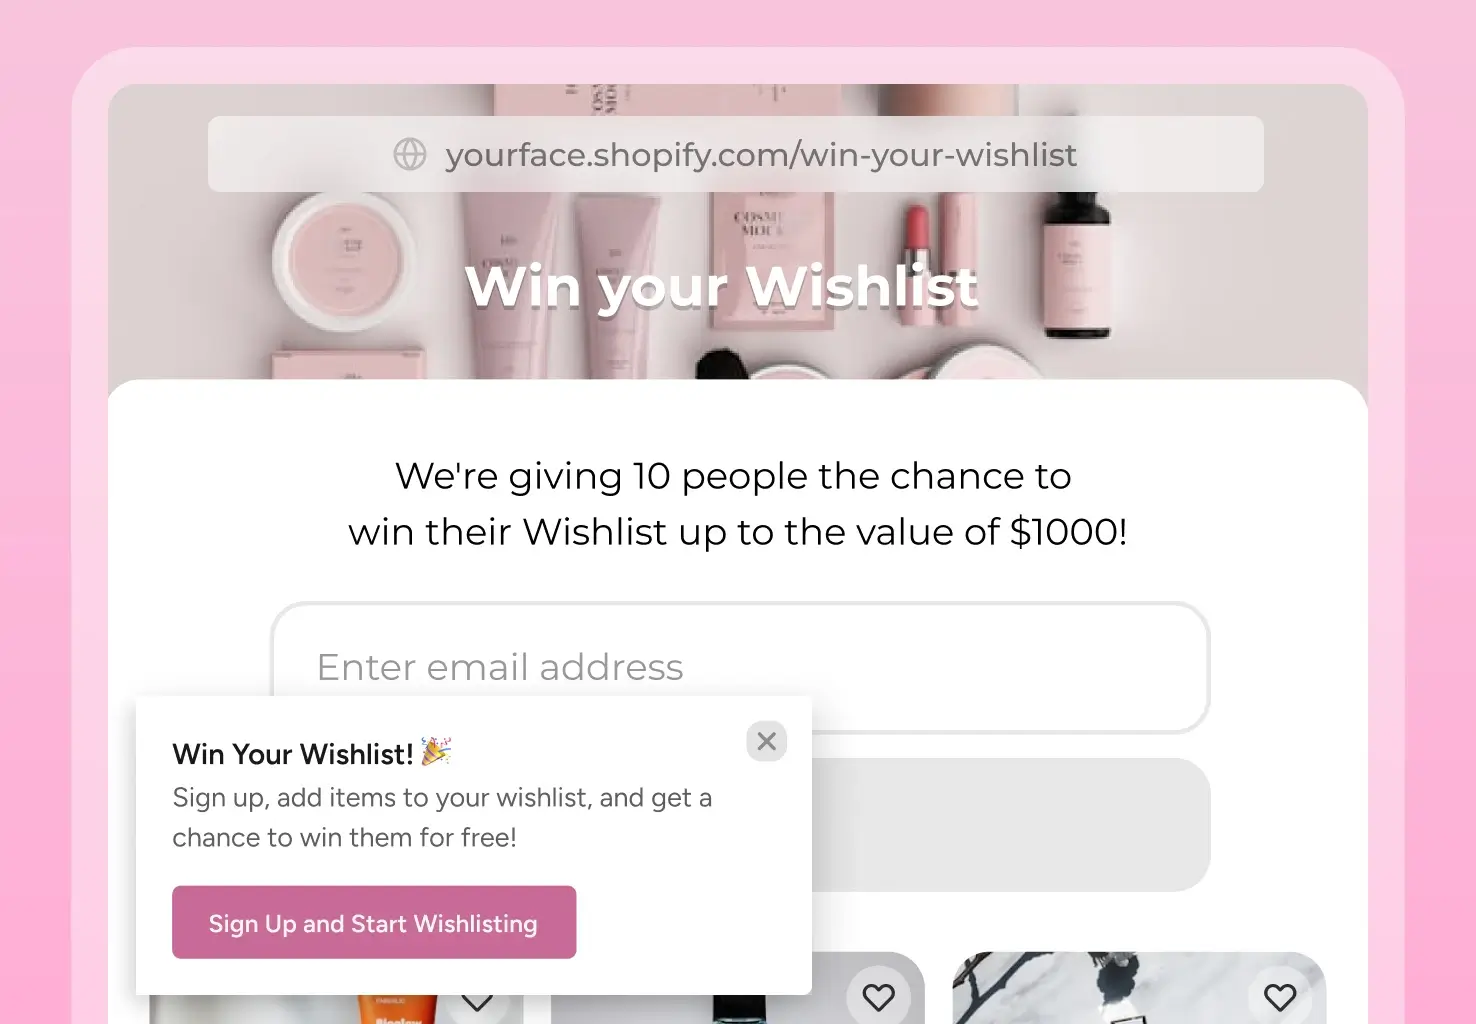 yourface.shopify.com/win-your-wishlist
Win your Wishlist
We're giving 10 people the chance to
win their Wishlist up to the value of $1000!
Enter email address
Win Your Wishlist! 🎉
Sign up, add items to your wishlist, and get a
chance to win them for free!
Sign Up and Start Wishlisting